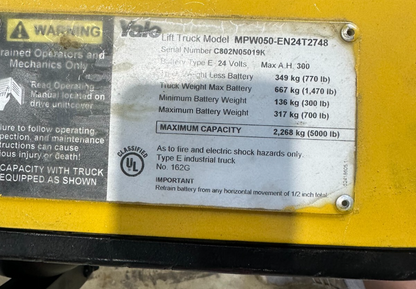 WARNING
rained Operators and
Mechanics Only
Read Operating
Manual located on
drive unit cover.
to follow operating,
pection, and maintenance
structions can cause
ious injury or death!
CAPACITY WITH TRUCK
EQUIPPED AS SHOWN
Yale
Lift Truck Model MPW050-EN24T2748
Serial Number C802N05019K
Battery Type E 24 Volts Max A.H. 300
Weight Less Battery 349 kg (770 lb)
Truck Weight Max Battery 667 kg (1,470 lb)
Minimum Battery Weight 136 kg (300 lb)
Maximum Battery Weight 317 kg (700 lb)
MAXIMUM CAPACITY 2,268 kg (5000 lb)
CLASSIFIED
UL
As to fire and electric shock hazards only.
Type E industrial truck
No. 162G
IMPORTANT
Retrain battery from any horizontal movement of 1/2 inch total